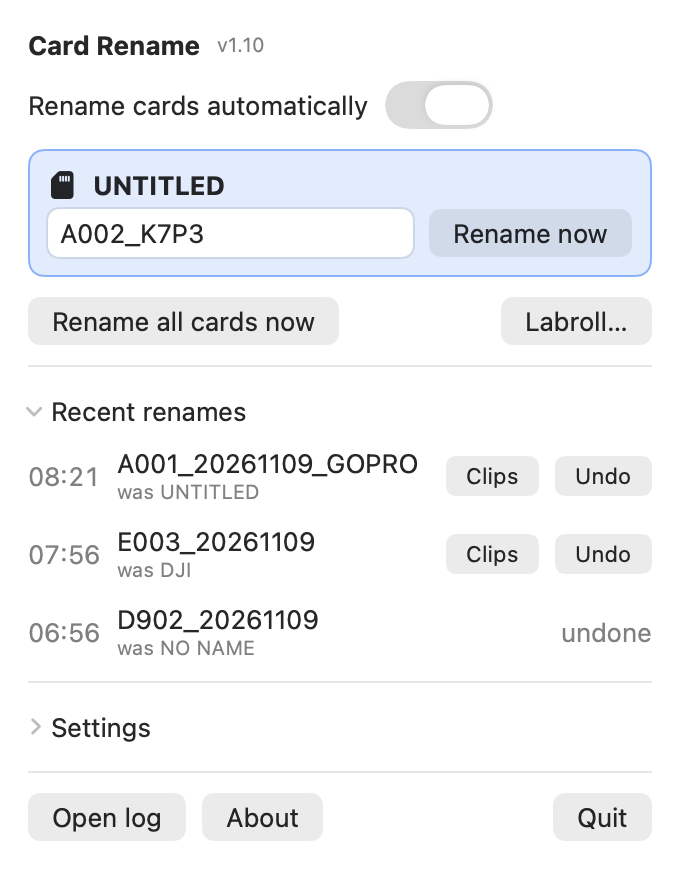 Card Rename v1.10
Rename cards automatically
UNTITLED
A002_K7P3 Rename now
Rename all cards now Labroll...
Recent renames
08:21 A001_20261109_GOPRO Clips Undo
was UNTITLED
07:56 E003_20261109 Clips Undo
was DJI
06:56 D902_20261109 undone
was NO NAME
Settings
Open log About Quit